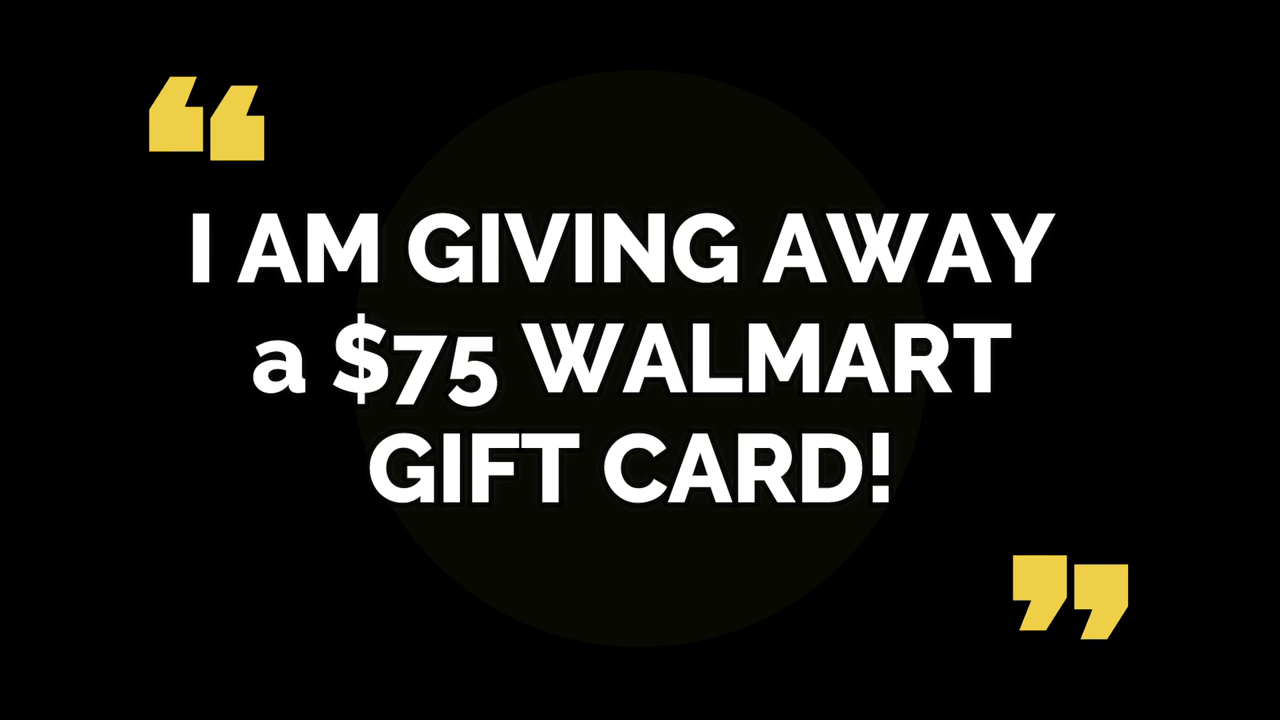 “
I AM GIVING AWAY
a $75 WALMART
GIFT CARD!
”